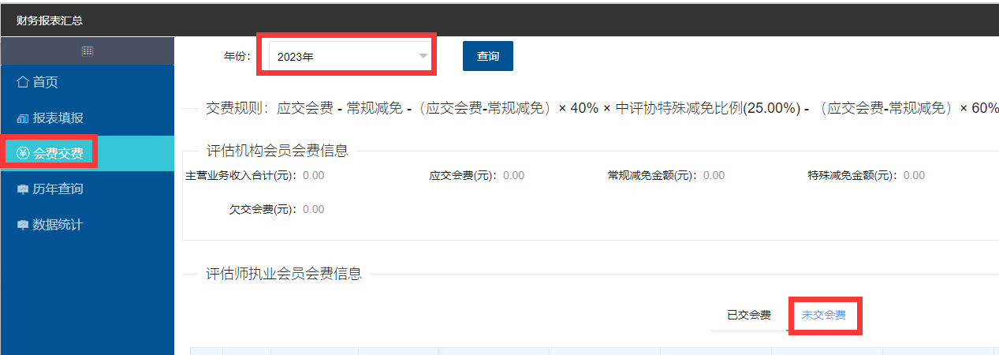 财务报表汇总
年份： 2023年 查询
首页
报表填报
会费交费
历年查询
数据统计
交费规则：应交会费 - 常规减免 -（应交会费-常规减免）× 40% × 中评协特殊减免比例(25.00%) - （应交会费-常规减免）× 60%
评估机构会员会费信息
主营业务收入合计(元)：0.00 应交会费(元)：0.00 常规减免金额(元)：0.00 特殊减免金额(元)：0.00
欠交会费(元)：0.00
评估师执业会员会费信息
已交会费 未交会费